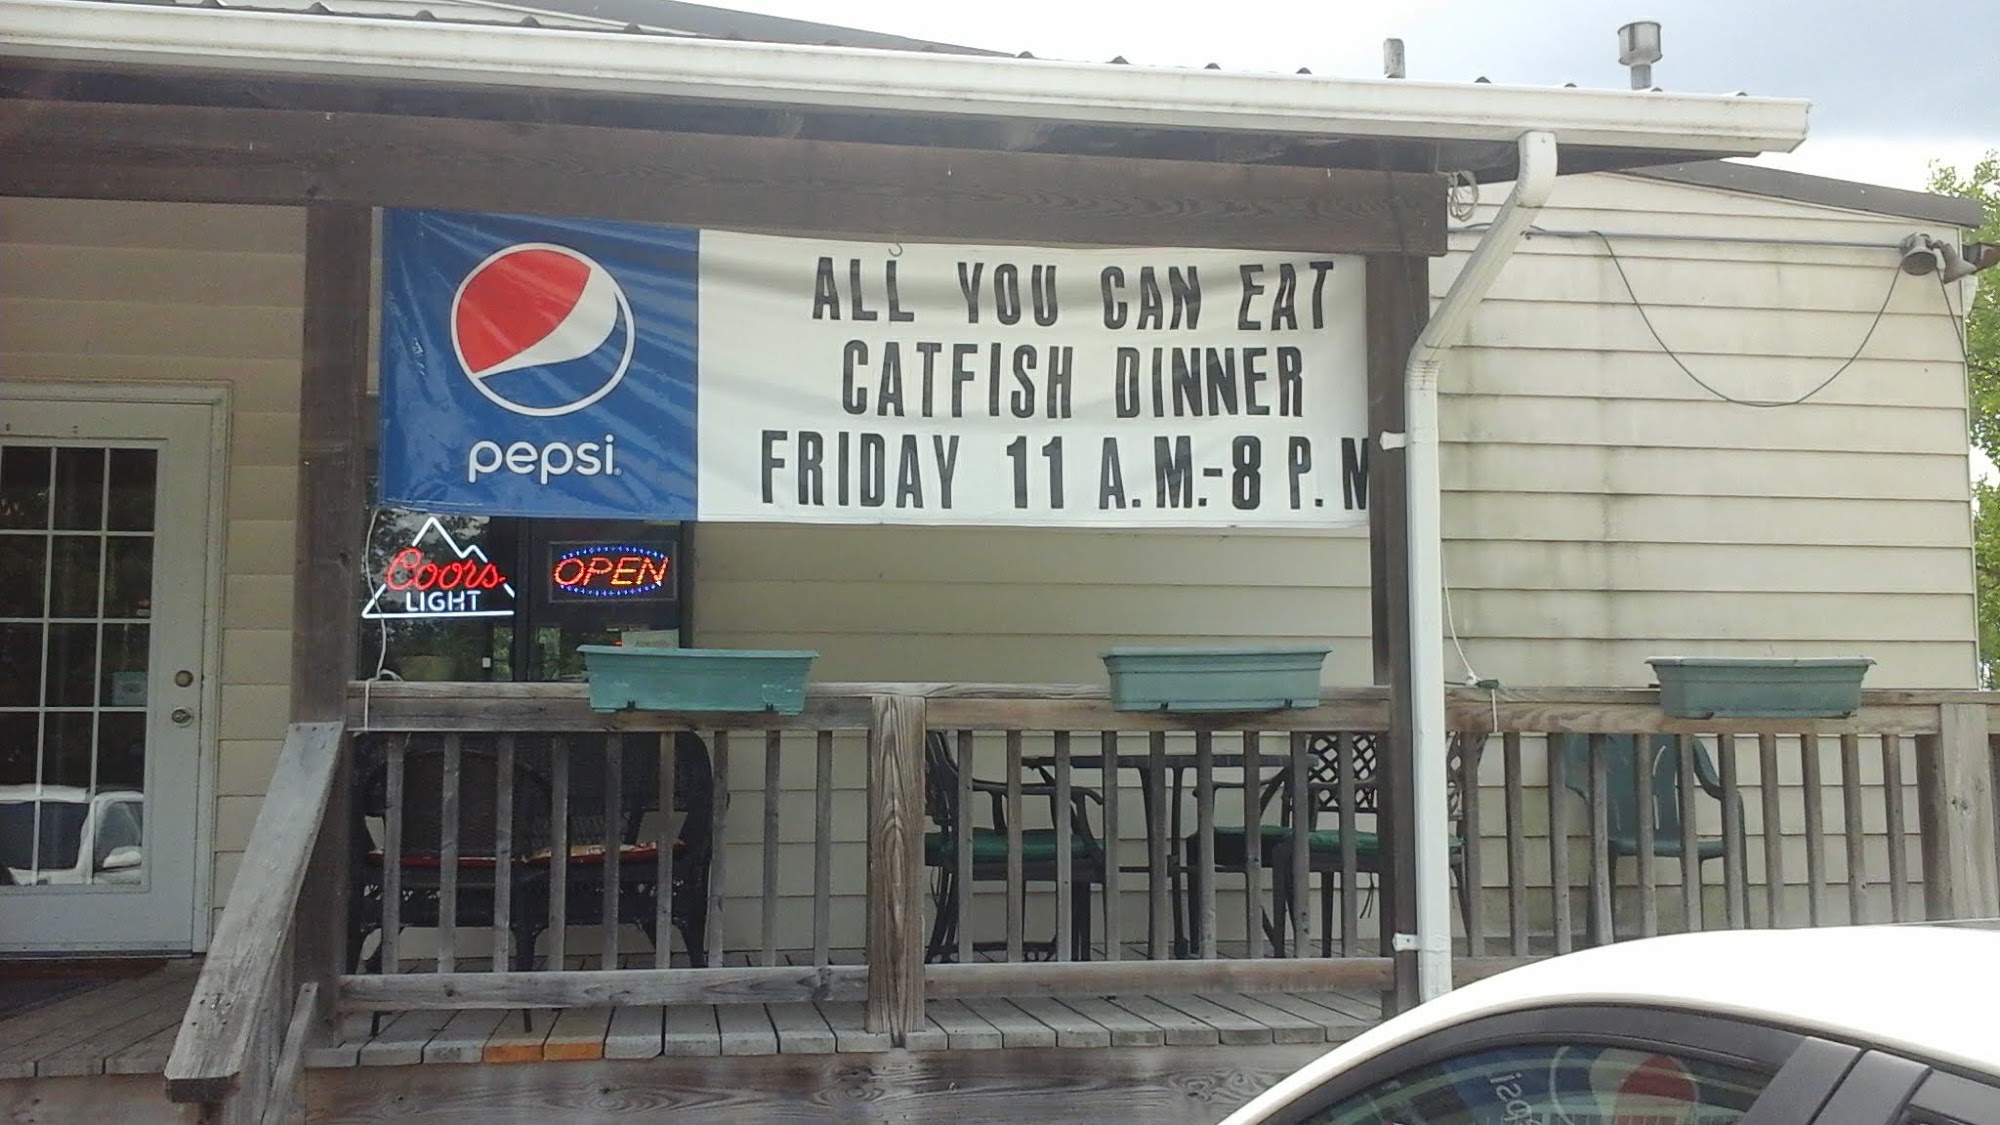 pepsi
ALL YOU CAN EAT
CATFISH DINNER
FRIDAY 11 A.M.-8 P.M
Coors
LIGHT
OPEN